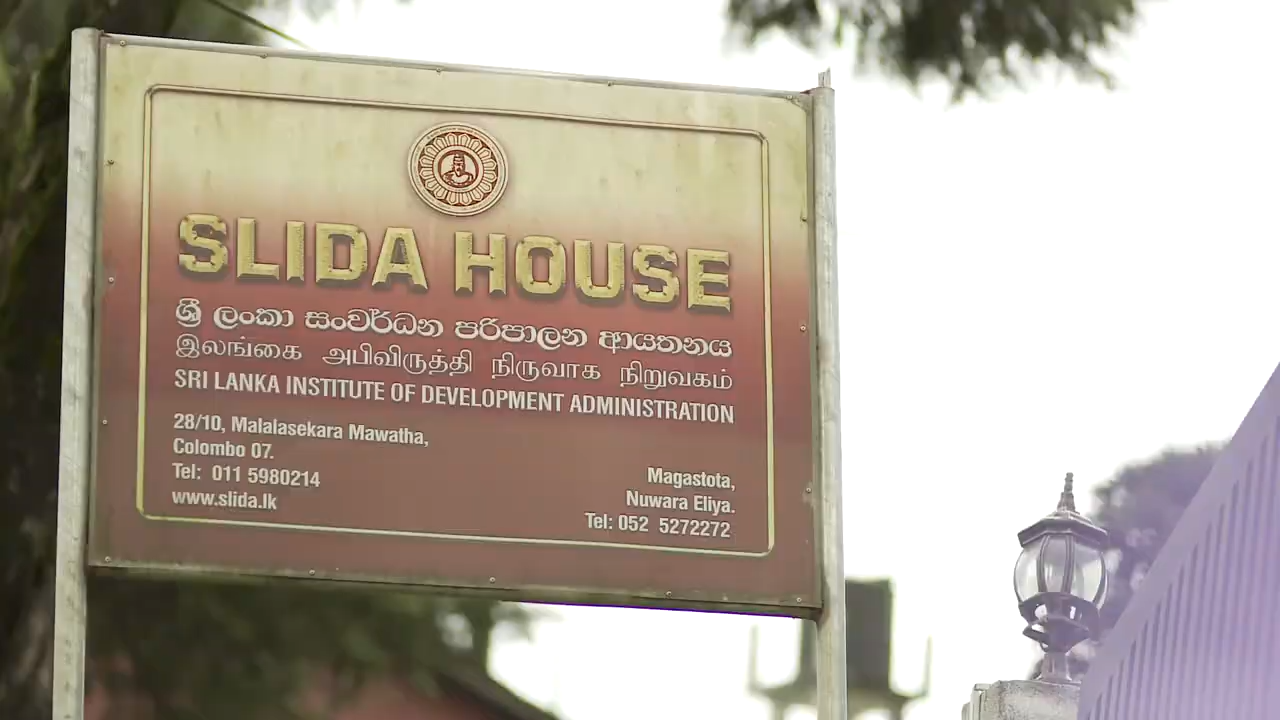 SLIDA HOUSE
ශ්‍රී ලංකා සංවර්ධන පරිපාලන ආයතනය
இலங்கை அபிவிருத்தி நிருவாக நிறுவகம்
SRI LANKA INSTITUTE OF DEVELOPMENT ADMINISTRATION
28/10, Malalasekara Mawatha,
Colombo 07.
Tel: 011 5980214
www.slida.lk
Magastota,
Nuwara Eliya.
Tel: 052 5272272